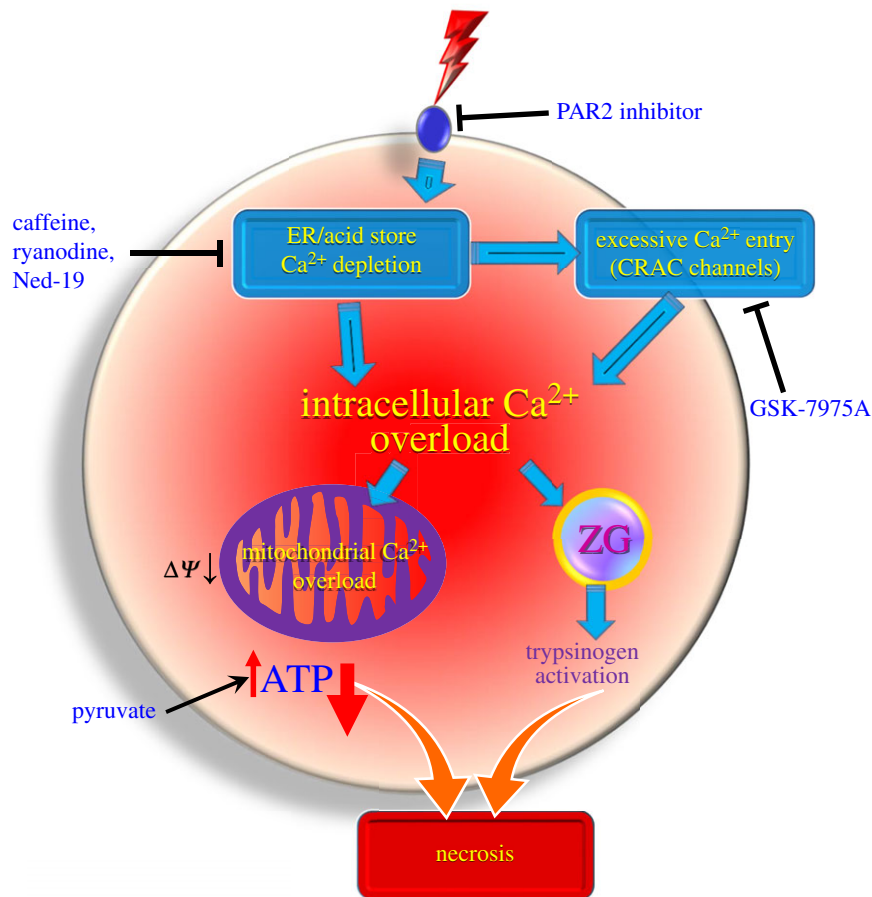 PAR2 inhibitor
caffeine,
ryanodine,
Ned-19
ER/acid store
Ca²⁺ depletion
excessive Ca²⁺ entry
(CRAC channels)
GSK-7975A
intracellular Ca²⁺
overload
mitochondrial Ca²⁺
overload
ΔΨ↓
ZG
trypsinogen
activation
ATP
pyruvate
necrosis